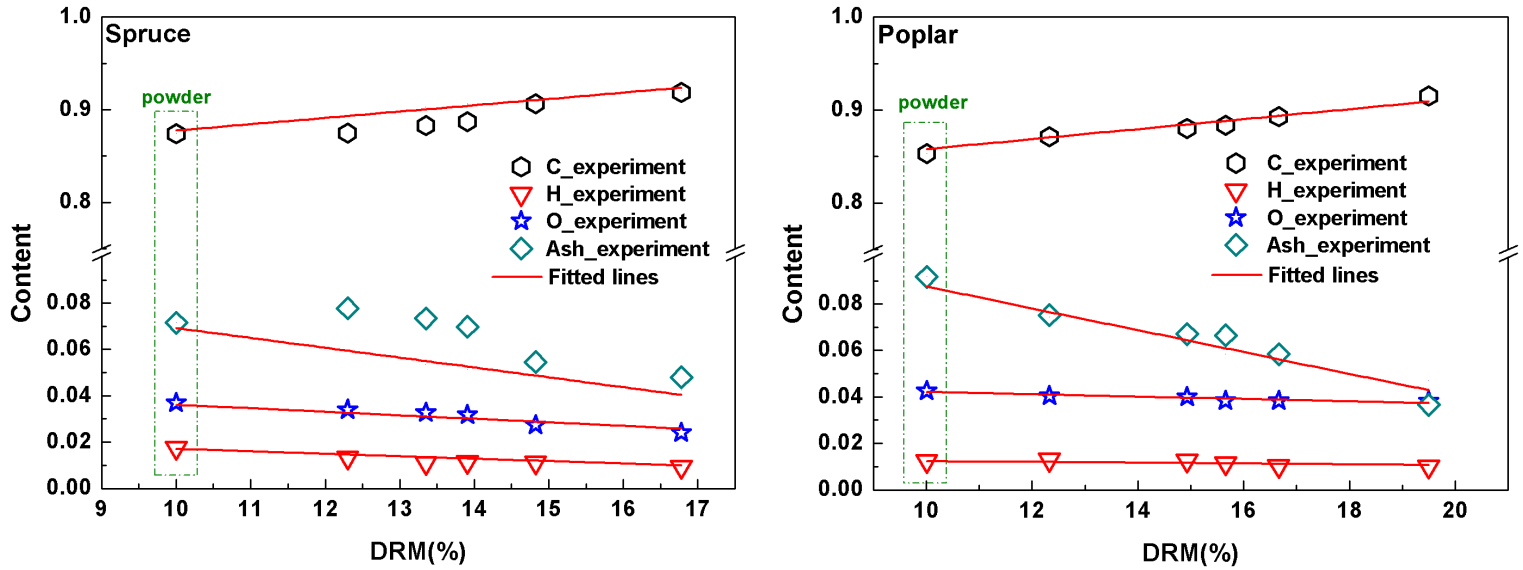 Spruce
powder
C_experiment
H_experiment
O_experiment
Ash_experiment
Fitted lines
Content
1.0
0.9
0.8
0.08
0.06
0.04
0.02
0.00
9 10 11 12 13 14 15 16 17
DRM(%)
Poplar
powder
C_experiment
H_experiment
O_experiment
Ash_experiment
Fitted lines
Content
1.0
0.9
0.8
0.08
0.06
0.04
0.02
0.00
10 12 14 16 18 20
DRM(%)